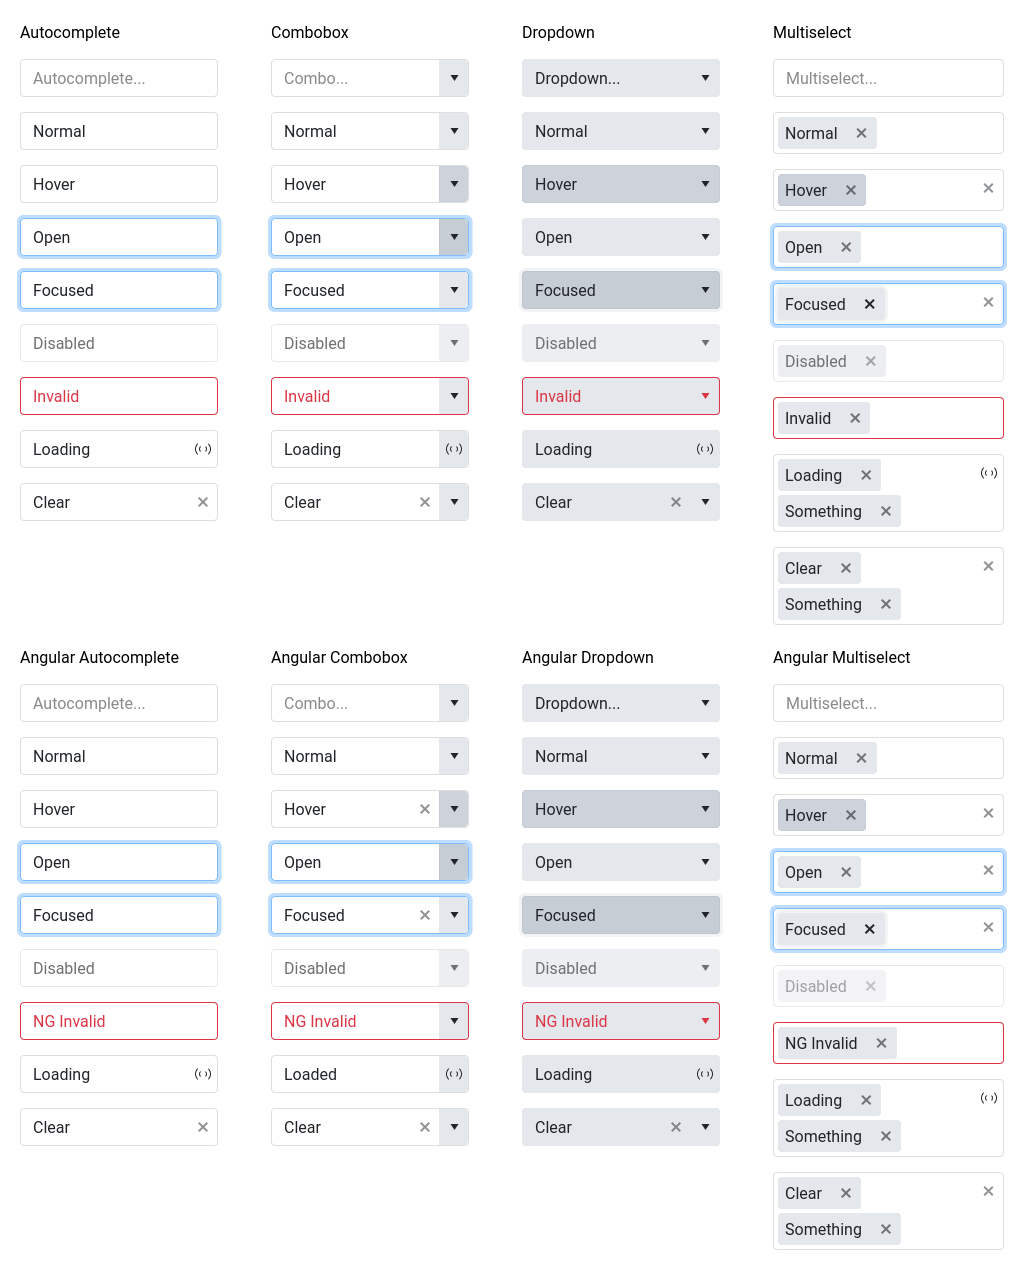 Autocomplete
Autocomplete...
Normal
Hover
Open
Focused
Disabled
Invalid
Loading
Clear
Combobox
Combo...
Normal
Hover
Open
Focused
Disabled
Invalid
Loading
Clear
Dropdown
Dropdown...
Normal
Hover
Open
Focused
Disabled
Invalid
Loading
Clear
Multiselect
Multiselect...
Normal
Hover
Open
Focused
Disabled
Invalid
Loading
Something
Clear
Something
Angular Autocomplete
Autocomplete...
Normal
Hover
Open
Focused
Disabled
NG Invalid
Loading
Clear
Angular Combobox
Combo...
Normal
Hover
Open
Focused
Disabled
NG Invalid
Loaded
Clear
Angular Dropdown
Dropdown...
Normal
Hover
Open
Focused
Disabled
NG Invalid
Loading
Clear
Angular Multiselect
Multiselect...
Normal
Hover
Open
Focused
Disabled
NG Invalid
Loading
Something
Clear
Something